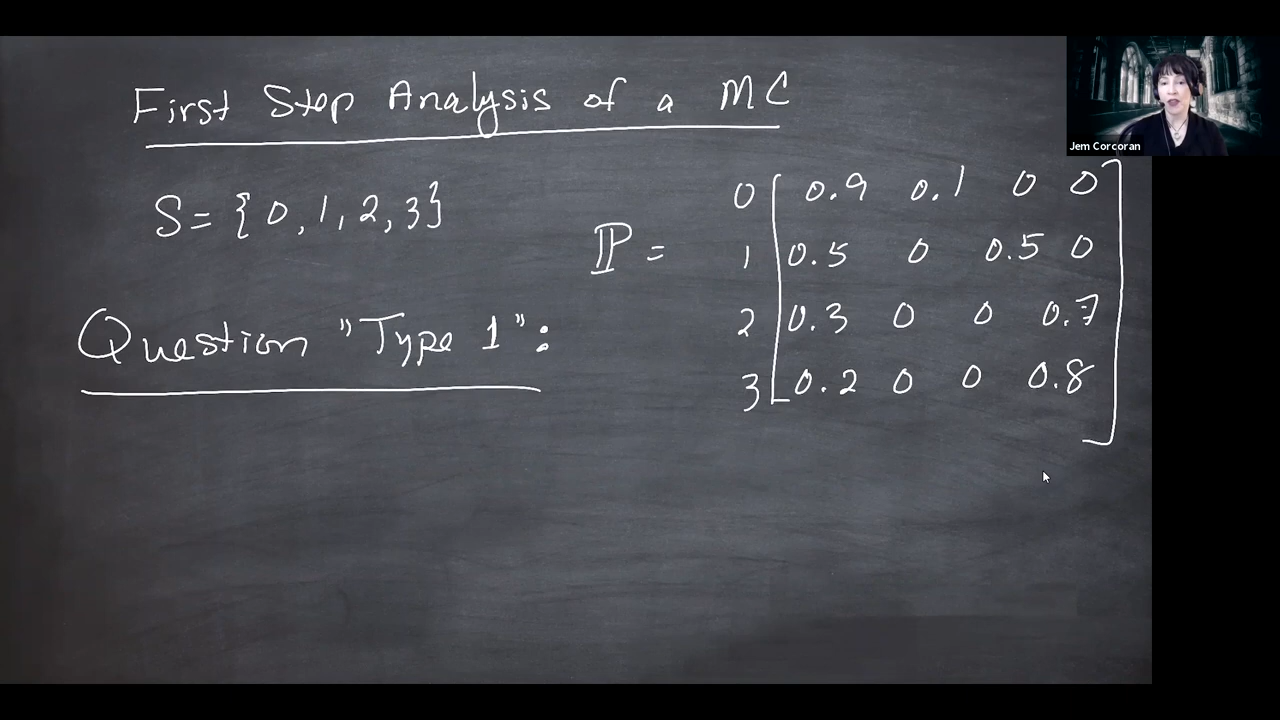 First Step Analysis of a MC
Jem Corcoran
S = { 0, 1, 2, 3 }
ℙ =
0 [ 0.9 0.1 0 0 ]
1 0.5 0 0.5 0
2 0.3 0 0 0.7
3 0.2 0 0 0.8
Question "Type 1":